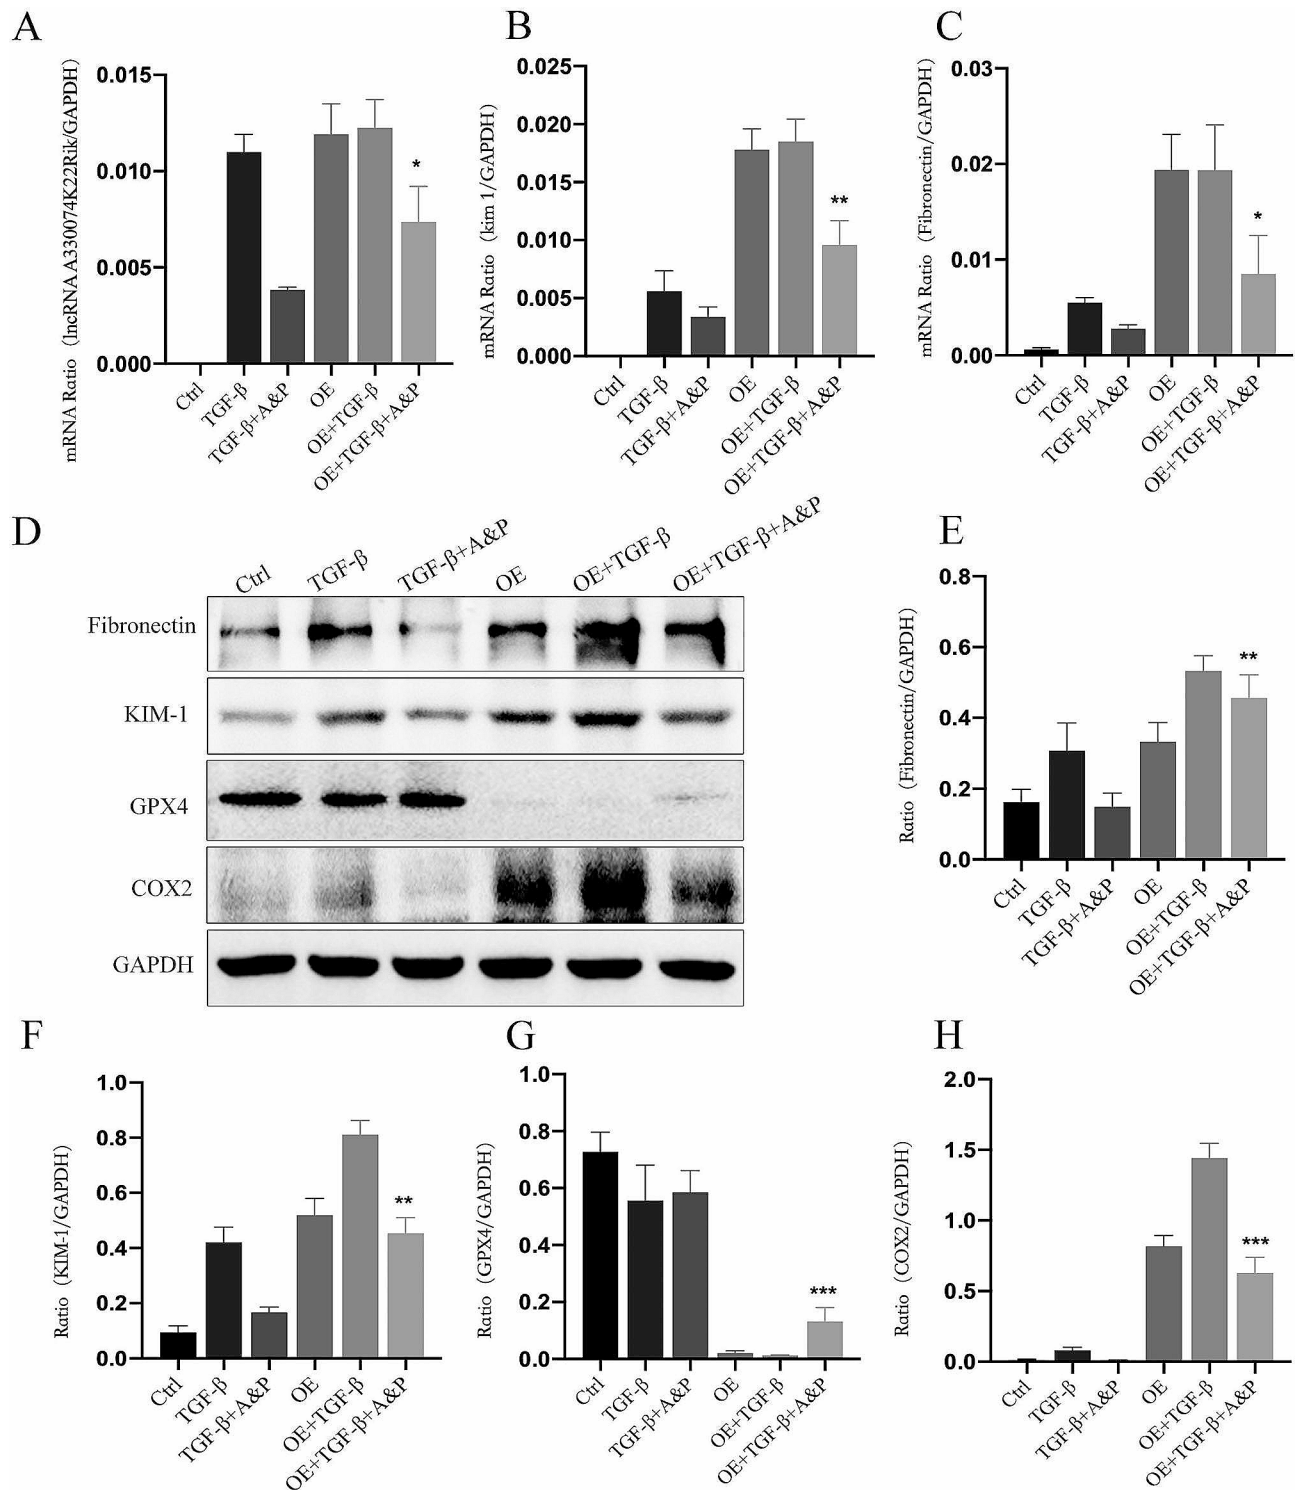 A
mRNA Ratio（lncRNAA330074K22Rik/GAPDH）
0.015
0.010
0.005
0.000
*
Ctrl
TGF-β
TGF-β+A&P
OE
OE+TGF-β
OE+TGF-β+A&P
B
mRNA Ratio（kim 1/GAPDH）
0.025
0.020
0.015
0.010
0.005
0.000
**
Ctrl
TGF-β
TGF-β+A&P
OE
OE+TGF-β
OE+TGF-β+A&P
C
mRNA Ratio（Fibronectin/GAPDH）
0.03
0.02
0.01
0.00
*
Ctrl
TGF-β
TGF-β+A&P
OE
OE+TGF-β
OE+TGF-β+A&P
D
Ctrl
TGF-β
TGF-β+A&P
OE
OE+TGF-β
OE+TGF-β+A&P
Fibronectin
KIM-1
GPX4
COX2
GAPDH
E
Ratio（Fibronectin/GAPDH）
0.8
0.6
0.4
0.2
0.0
**
Ctrl
TGF-β
TGF-β+A&P
OE
OE+TGF-β
OE+TGF-β+A&P
F
Ratio（KIM-1/GAPDH）
1.0
0.8
0.6
0.4
0.2
0.0
**
Ctrl
TGF-β
TGF-β+A&P
OE
OE+TGF-β
OE+TGF-β+A&P
G
Ratio（GPX4/GAPDH）
1.0
0.8
0.6
0.4
0.2
0.0
***
Ctrl
TGF-β
TGF-β+A&P
OE
OE+TGF-β
OE+TGF-β+A&P
H
Ratio（COX2/GAPDH）
2.0
1.5
1.0
0.5
0.0
***
Ctrl
TGF-β
TGF-β+A&P
OE
OE+TGF-β
OE+TGF-β+A&P